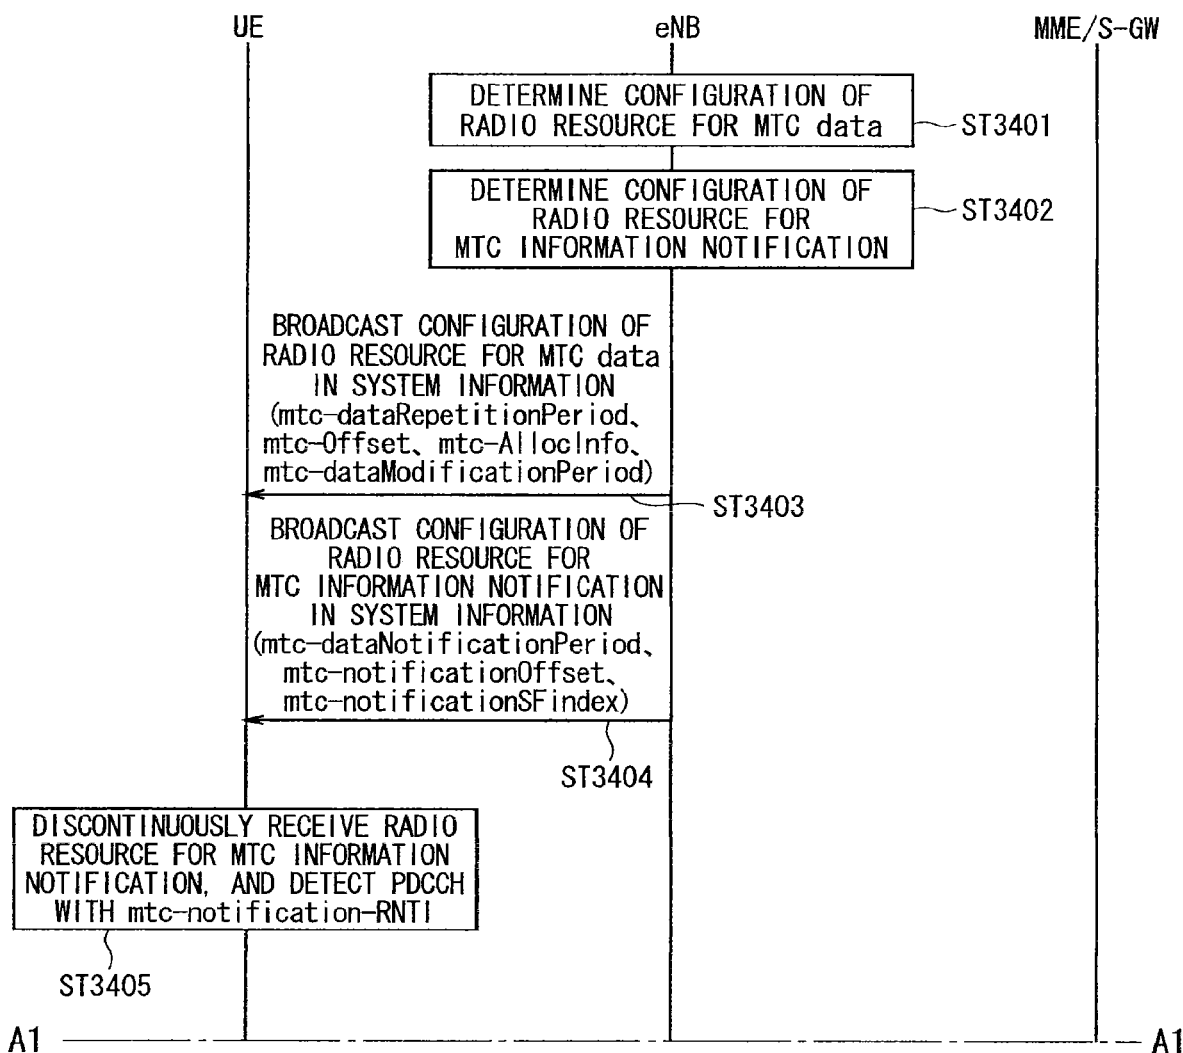 UE
eNB
MME/S-GW
DETERMINE CONFIGURATION OF
RADIO RESOURCE FOR MTC data
ST3401
DETERMINE CONFIGURATION OF
RADIO RESOURCE FOR
MTC INFORMATION NOTIFICATION
ST3402
BROADCAST CONFIGURATION OF
RADIO RESOURCE FOR MTC data
IN SYSTEM INFORMATION
(mtc-dataRepetitionPeriod、
mtc-Offset、mtc-AllocInfo、
mtc-dataModificationPeriod)
ST3403
BROADCAST CONFIGURATION OF
RADIO RESOURCE FOR
MTC INFORMATION NOTIFICATION
IN SYSTEM INFORMATION
(mtc-dataNotificationPeriod、
mtc-notificationOffset、
mtc-notificationSFindex)
ST3404
DISCONTINUOUSLY RECEIVE RADIO
RESOURCE FOR MTC INFORMATION
NOTIFICATION, AND DETECT PDCCH
WITH mtc-notification-RNTI
ST3405
A1
A1